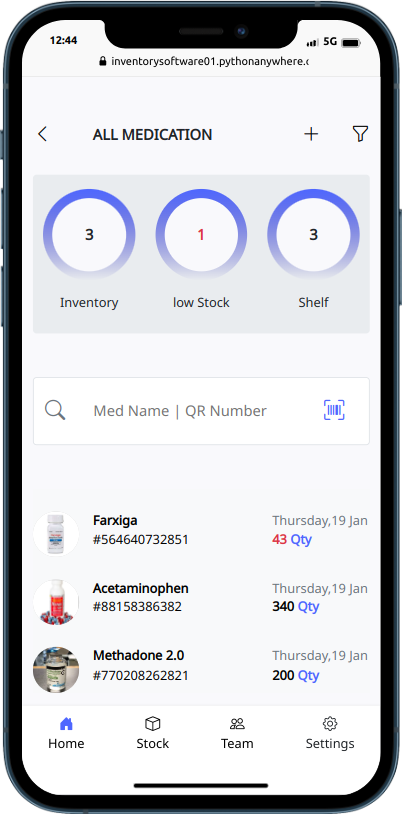 12:44 5G
inventorysoftware01.pythonanywhere.c
ALL MEDICATION
3 1 3
Inventory low Stock Shelf
Med Name | QR Number
Farxiga Thursday,19 Jan
#564640732851 43 Qty
Acetaminophen Thursday,19 Jan
#88158386382 340 Qty
Methadone 2.0 Thursday,19 Jan
#770208262821 200 Qty
Home Stock Team Settings